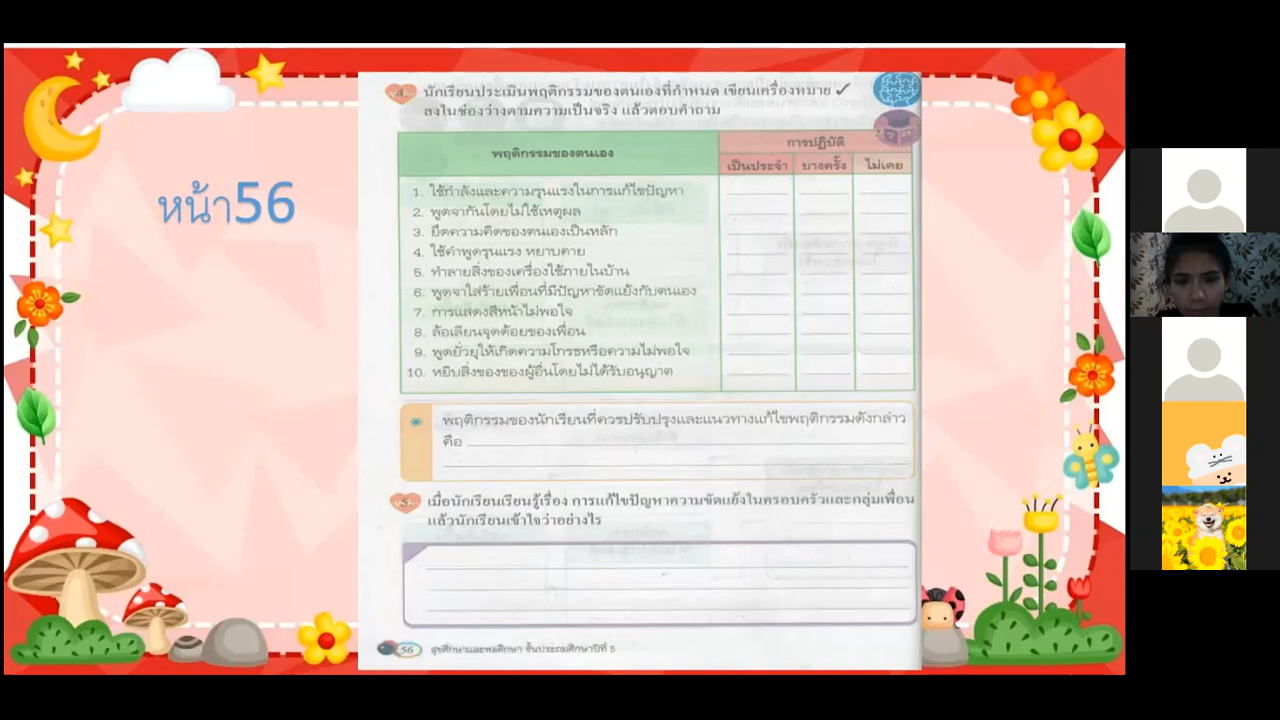 หน้า56
4. นักเรียนประเมินพฤติกรรมของตนเองที่กำหนด เขียนเครื่องหมาย ✓
ลงในช่องว่างตามความเป็นจริง แล้วตอบคำถาม
พฤติกรรมของตนเอง
การปฏิบัติ
เป็นประจำ บางครั้ง ไม่เคย
1. ใช้กำลังและความรุนแรงในการแก้ไขปัญหา
2. พูดจากันโดยไม่ใช้เหตุผล
3. ยึดความคิดของตนเองเป็นหลัก
4. ใช้คำพูดรุนแรง หยาบคาย
5. ทำลายสิ่งของเครื่องใช้ภายในบ้าน
6. พูดจาใส่ร้ายเพื่อนที่มีปัญหาขัดแย้งกับตนเอง
7. การแสดงสีหน้าไม่พอใจ
8. ล้อเลียนจุดด้อยของเพื่อน
9. พูดยั่วยุให้เกิดความโกรธหรือความไม่พอใจ
10. หยิบสิ่งของของผู้อื่นโดยไม่ได้รับอนุญาต
พฤติกรรมของนักเรียนที่ควรปรับปรุงและแนวทางแก้ไขพฤติกรรมดังกล่าว
คือ
5. เมื่อนักเรียนเรียนรู้เรื่อง การแก้ไขปัญหาความขัดแย้งในครอบครัวและกลุ่มเพื่อน
แล้วนักเรียนเข้าใจว่าอย่างไร
56 สุขศึกษาและพลศึกษา ชั้นประถมศึกษาปีที่ 5